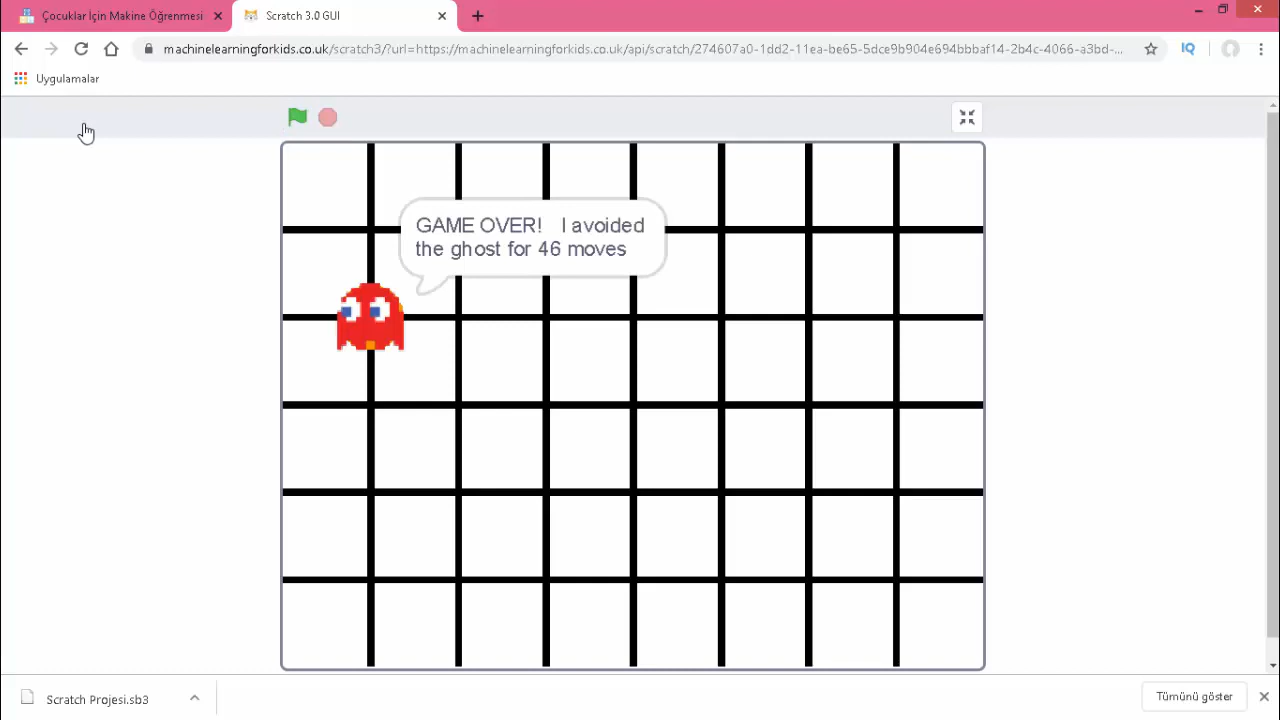 Çocuklar İçin Makine Öğrenmesi
Scratch 3.0 GUI
machinelearningforkids.co.uk/scratch3/?url=https://machinelearningforkids.co.uk/api/scratch/274607a0-1dd2-11ea-be65-5dce9b904e694bbbaf14-2b4c-4066-a3bd-...
IQ
Uygulamalar
GAME OVER!   I avoided
the ghost for 46 moves
Scratch Projesi.sb3
Tümünü göster